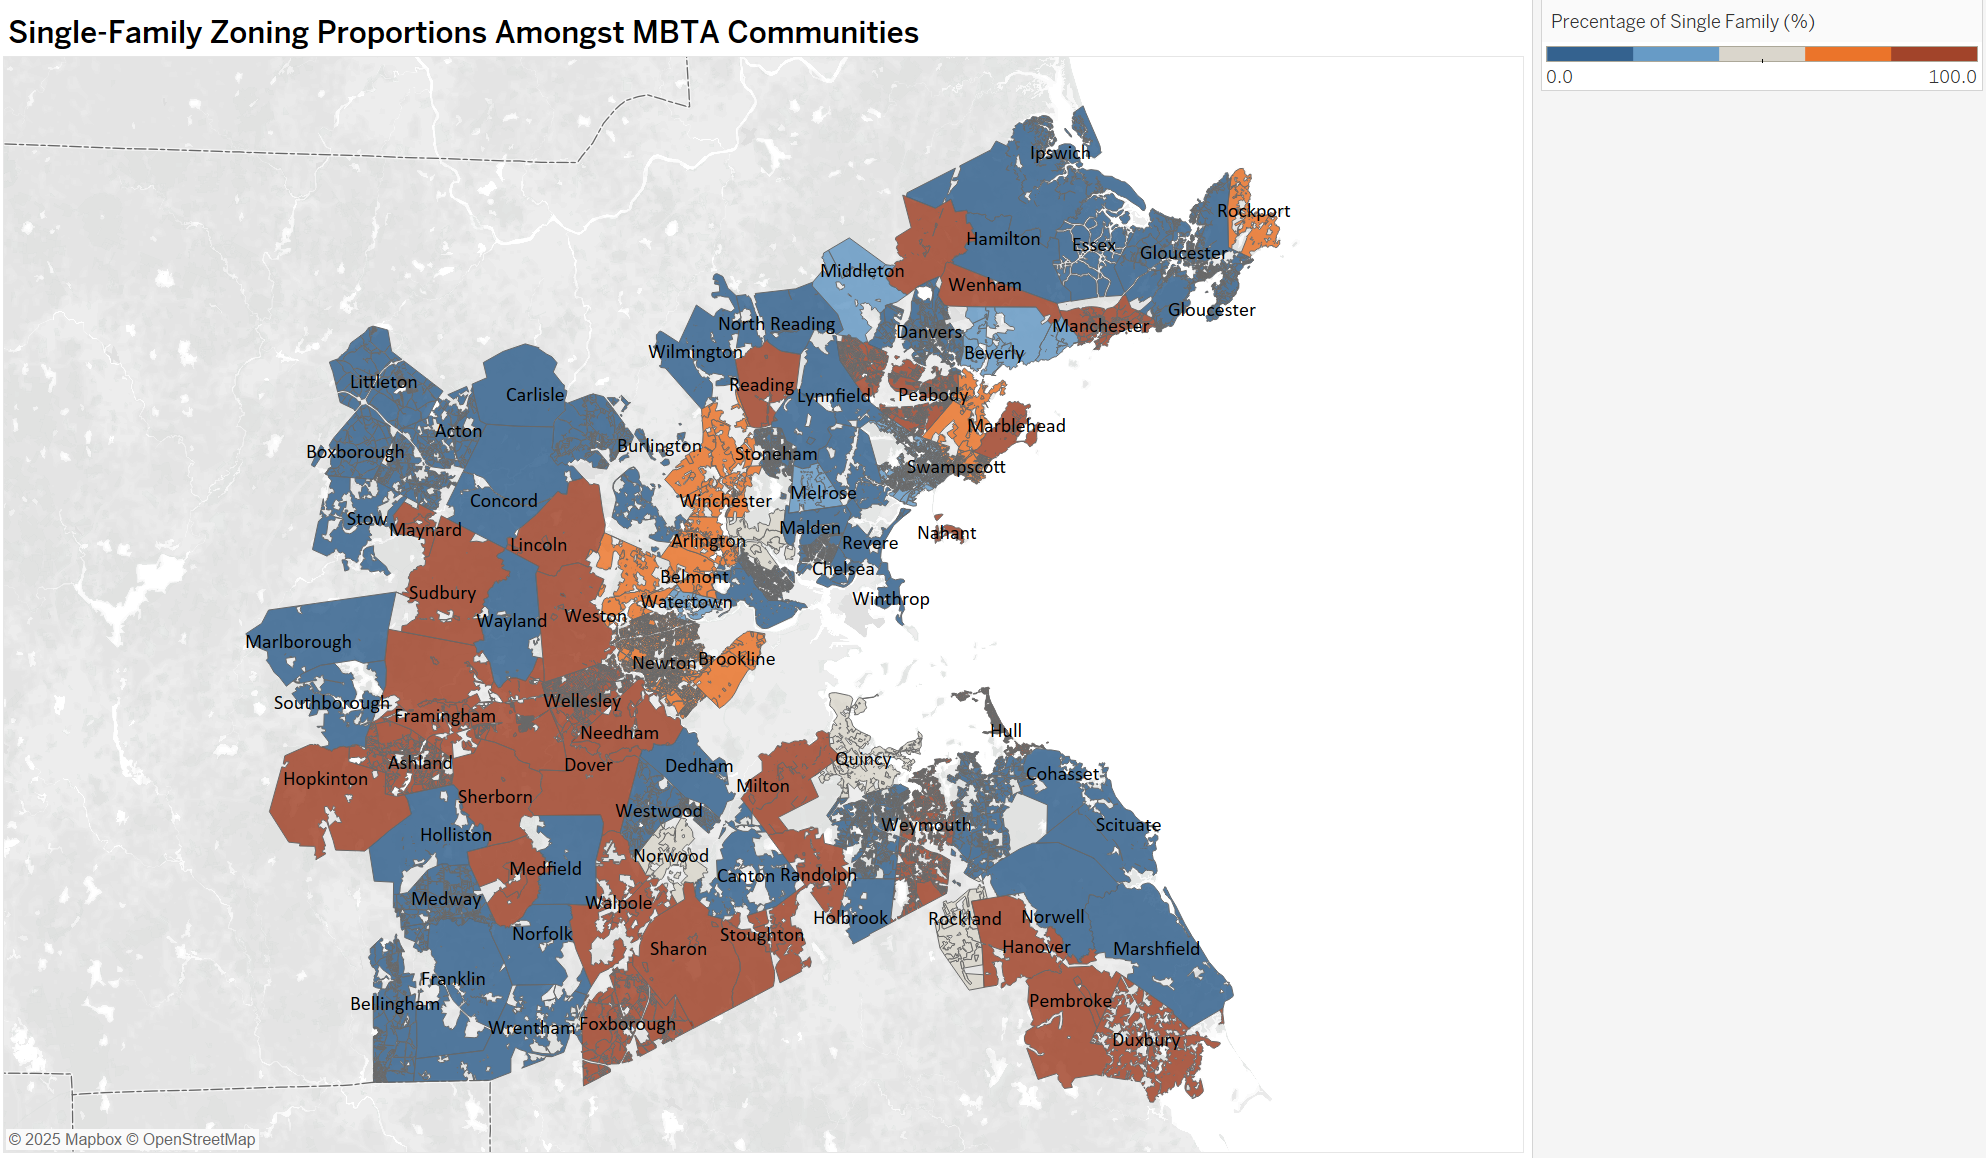 Single-Family Zoning Proportions Amongst MBTA Communities
Precentage of Single Family (%)
0.0
100.0
Ipswich
Rockport
Hamilton
Essex
Gloucester
Middleton
Wenham
Gloucester
North Reading
Danvers
Manchester
Wilmington
Beverly
Littleton
Reading
Carlisle
Lynnfield
Peabody
Marblehead
Acton
Burlington
Boxborough
Stoneham
Swampscott
Melrose
Concord
Winchester
Stow
Maynard
Malden
Nahant
Lincoln
Arlington
Revere
Chelsea
Belmont
Sudbury
Watertown
Winthrop
Weston
Wayland
Marlborough
Newton
Brookline
Southborough
Wellesley
Framingham
Needham
Hull
Ashland
Dover
Dedham
Quincy
Cohasset
Hopkinton
Milton
Sherborn
Westwood
Weymouth
Scituate
Holliston
Norwood
Medfield
Canton
Randolph
Medway
Walpole
Holbrook
Rockland
Norwell
Norfolk
Stoughton
Sharon
Hanover
Marshfield
Franklin
Bellingham
Pembroke
Wrentham
Foxborough
Duxbury
© 2025 Mapbox © OpenStreetMap